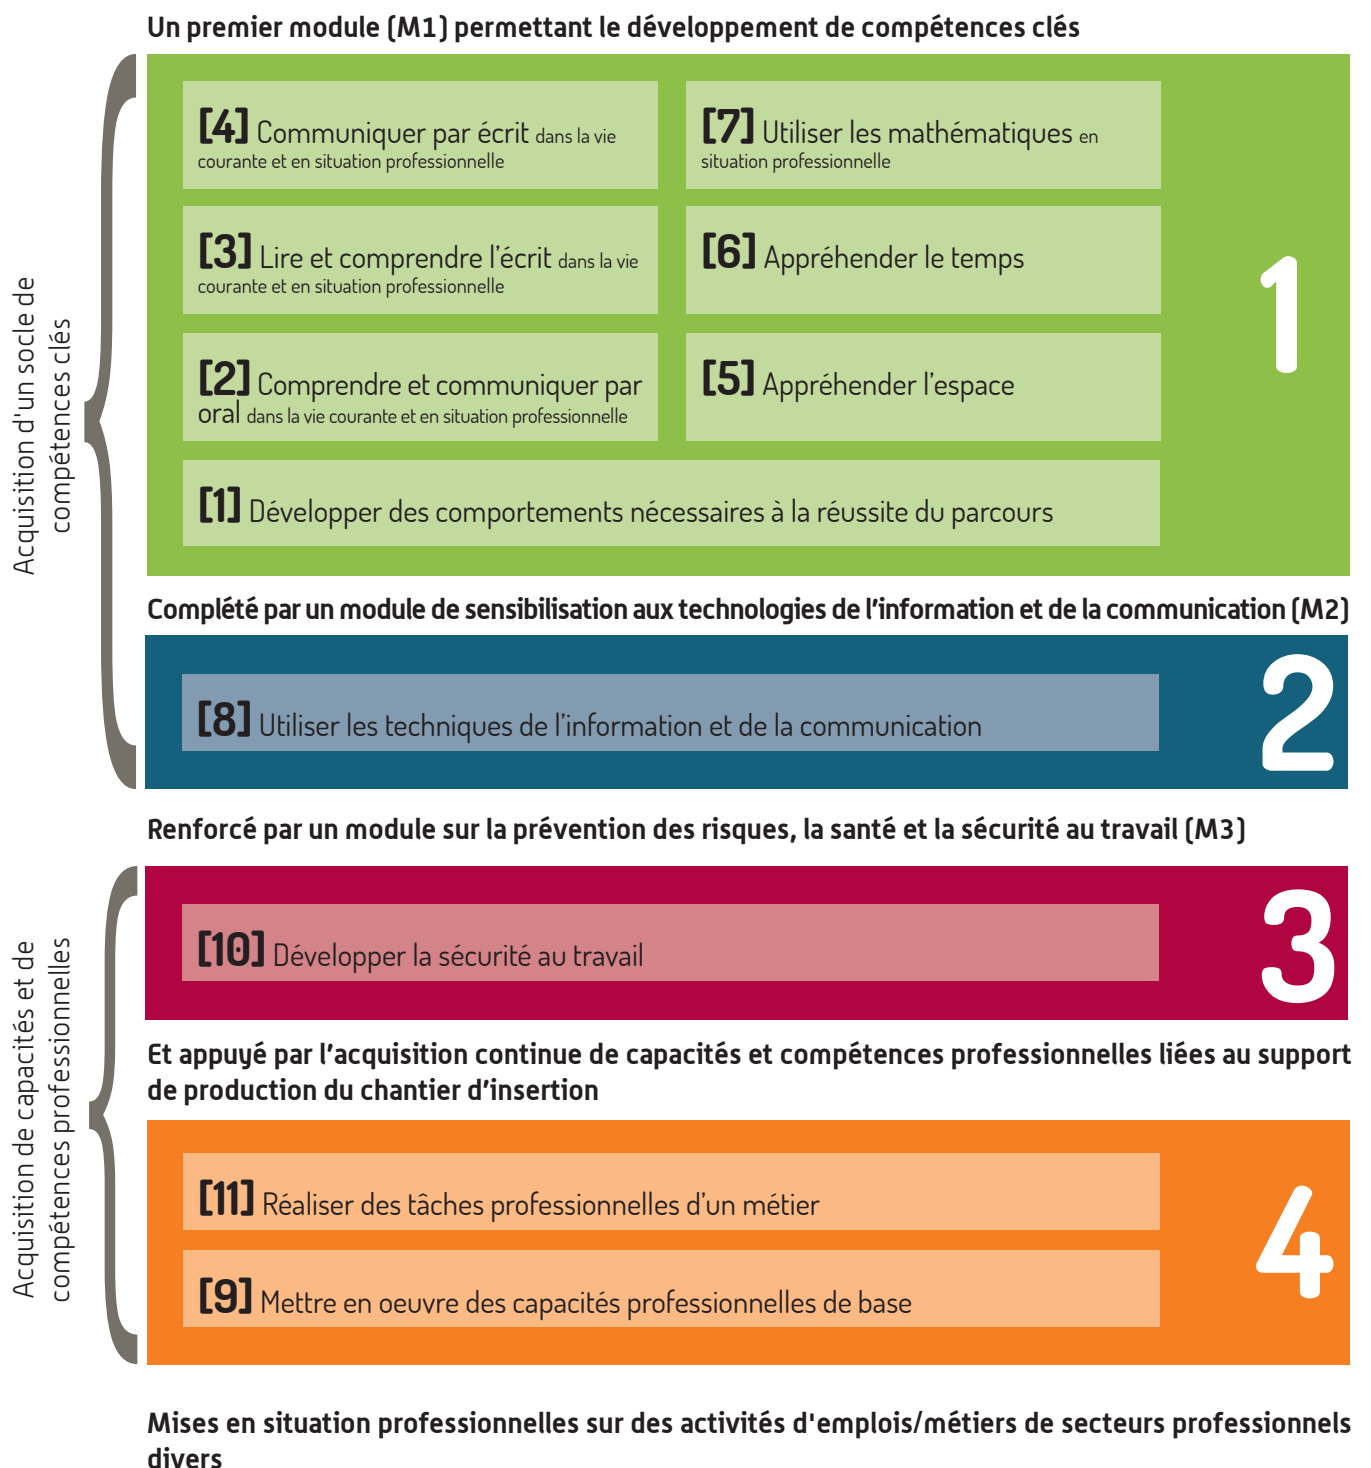 Un premier module (M1) permettant le développement de compétences clés
Acquisition d'un socle de
compétences clés
[4] Communiquer par écrit dans la vie
courante et en situation professionnelle
[7] Utiliser les mathématiques en
situation professionnelle
[3] Lire et comprendre l'écrit dans la vie
courante et en situation professionnelle
[6] Appréhender le temps
[2] Comprendre et communiquer par
oral dans la vie courante et en situation professionnelle
[5] Appréhender l'espace
[1] Développer des comportements nécessaires à la réussite du parcours
1
Complété par un module de sensibilisation aux technologies de l'information et de la communication (M2)
[8] Utiliser les techniques de l'information et de la communication
2
Renforcé par un module sur la prévention des risques, la santé et la sécurité au travail (M3)
Acquisition de capacités et de
compétences professionnelles
[10] Développer la sécurité au travail
3
Et appuyé par l'acquisition continue de capacités et compétences professionnelles liées au support
de production du chantier d'insertion
[11] Réaliser des tâches professionnelles d'un métier
[9] Mettre en oeuvre des capacités professionnelles de base
4
Mises en situation professionnelles sur des activités d'emplois/métiers de secteurs professionnels
divers